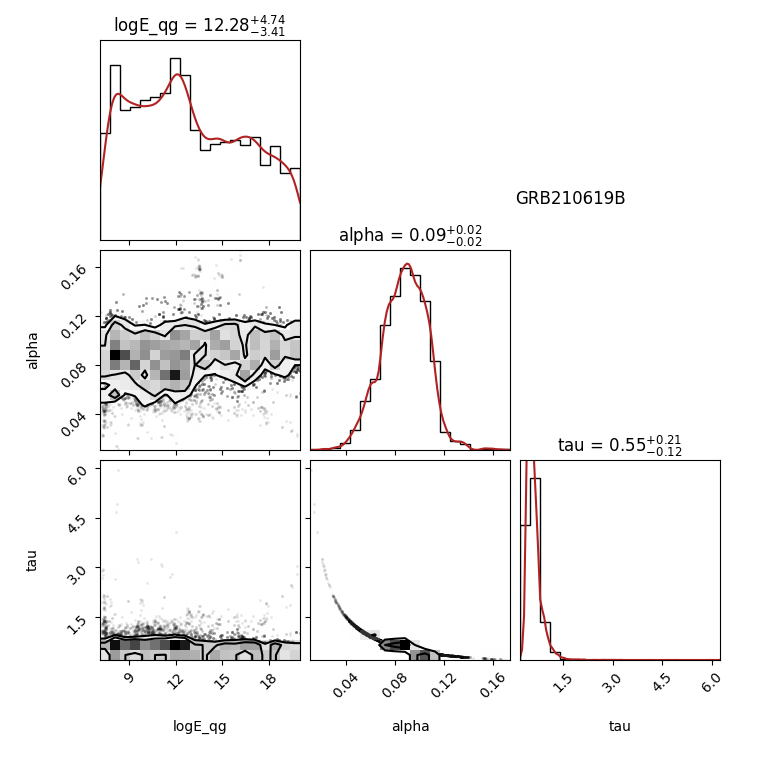 logE_qg = 12.28+4.74−3.41
GRB210619B
alpha = 0.09+0.02−0.02
0.16
0.12
0.08
0.04
alpha
tau = 0.55+0.21−0.12
6.0
4.5
3.0
1.5
tau
9 12 15 18
0.04 0.08 0.12 0.16
1.5 3.0 4.5 6.0
logE_qg alpha tau